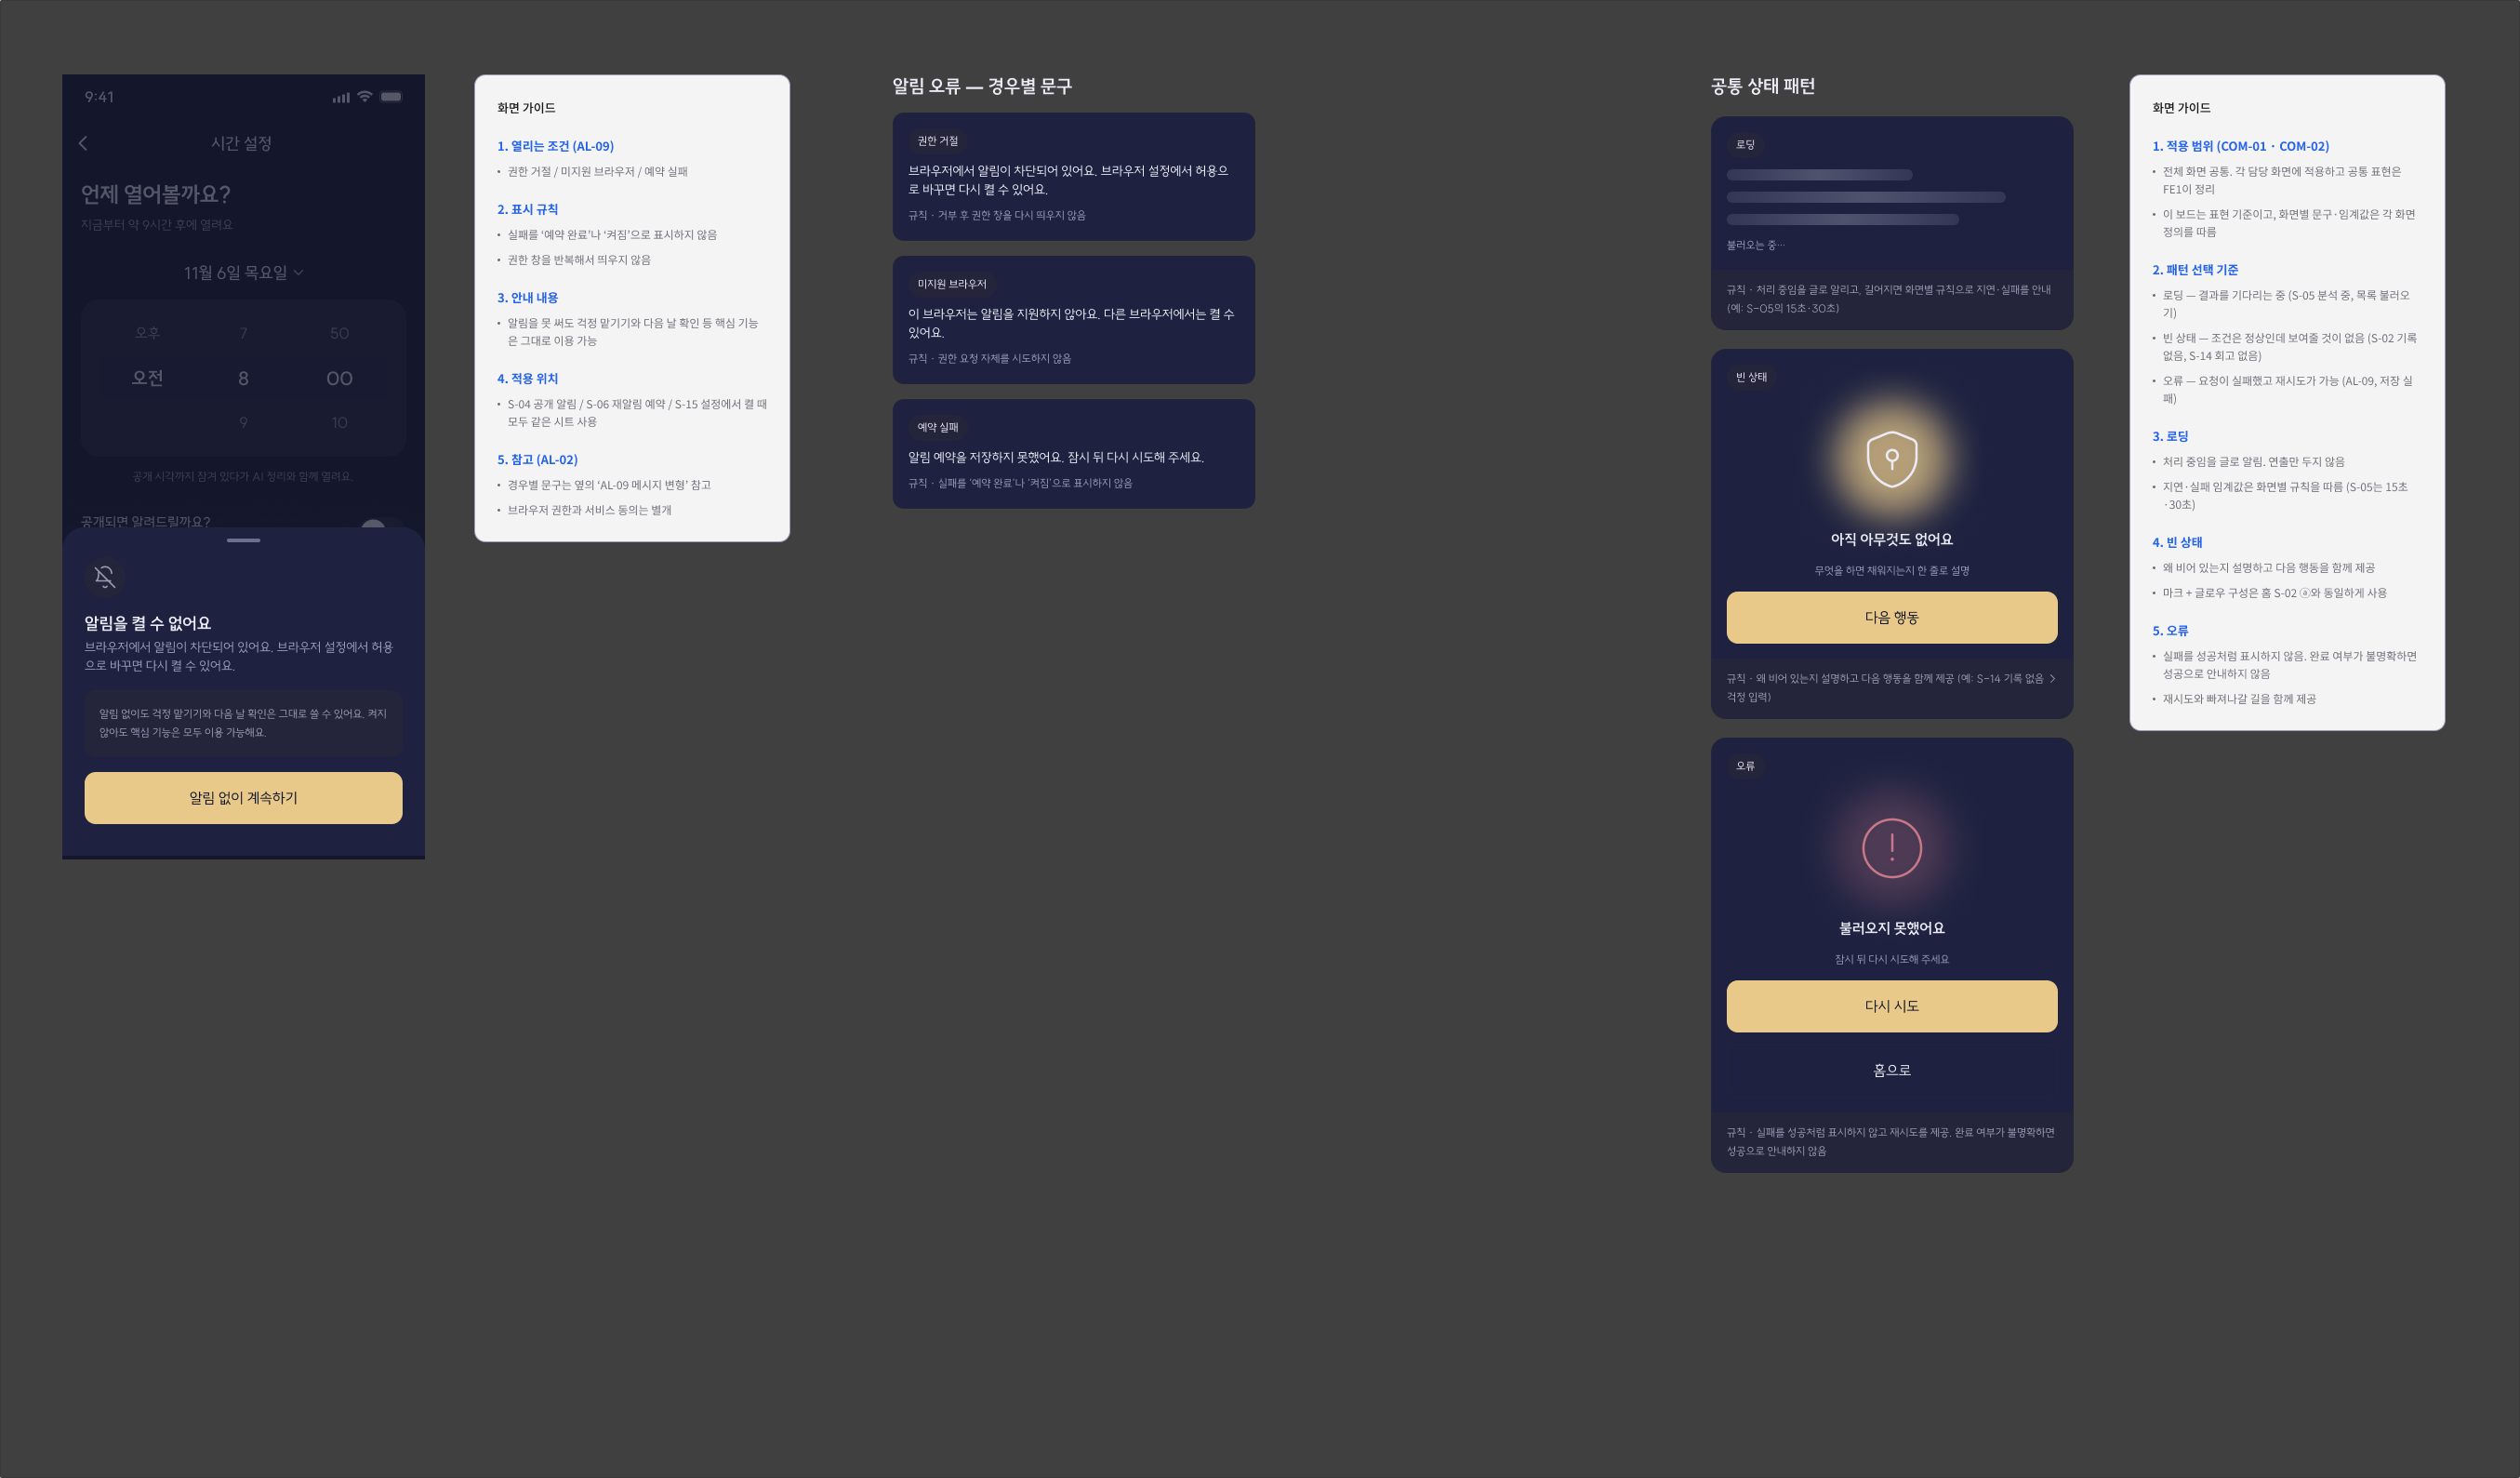 9:41
시간 설정
언제 열어볼까요?
지금부터 약 9시간 후에 열려요
11월 6일 목요일
오후 7 50
오전 8 00
9 10
공개 시각까지 잠겨 있다가 AI 정리와 함께 열려요.
공개되면 알려드릴까요?
알림을 켤 수 없어요
브라우저에서 알림이 차단되어 있어요. 브라우저 설정에서 허용
으로 바꾸면 다시 켤 수 있어요.
알림 없이도 걱정 맡기기와 다음 날 확인은 그대로 쓸 수 있어요. 켜지
않아도 핵심 기능은 모두 이용 가능해요.
알림 없이 계속하기
화면 가이드
1. 열리는 조건 (AL-09)
• 권한 거절 / 미지원 브라우저 / 예약 실패
2. 표시 규칙
• 실패를 ‘예약 완료’나 ‘켜짐’으로 표시하지 않음
• 권한 창을 반복해서 띄우지 않음
3. 안내 내용
• 알림을 못 써도 걱정 맡기기와 다음 날 확인 등 핵심 기능
은 그대로 이용 가능
4. 적용 위치
• S-04 공개 알림 / S-06 재알림 예약 / S-15 설정에서 켤 때
모두 같은 시트 사용
5. 참고 (AL-02)
• 경우별 문구는 옆의 ‘AL-09 메시지 변형’ 참고
• 브라우저 권한과 서비스 동의는 별개
알림 오류 — 경우별 문구
권한 거절
브라우저에서 알림이 차단되어 있어요. 브라우저 설정에서 허용으
로 바꾸면 다시 켤 수 있어요.
규칙 · 거부 후 권한 창을 다시 띄우지 않음
미지원 브라우저
이 브라우저는 알림을 지원하지 않아요. 다른 브라우저에서는 켤 수
있어요.
규칙 · 권한 요청 자체를 시도하지 않음
예약 실패
알림 예약을 저장하지 못했어요. 잠시 뒤 다시 시도해 주세요.
규칙 · 실패를 ‘예약 완료’나 ‘켜짐’으로 표시하지 않음
공통 상태 패턴
로딩
불러오는 중…
규칙 · 처리 중임을 글로 알리고, 길어지면 화면별 규칙으로 지연·실패를 안내
(예: S-05의 15초·30초)
빈 상태
아직 아무것도 없어요
무엇을 하면 채워지는지 한 줄로 설명
다음 행동
규칙 · 왜 비어 있는지 설명하고 다음 행동을 함께 제공 (예: S-14 기록 없음 >
걱정 입력)
오류
불러오지 못했어요
잠시 뒤 다시 시도해 주세요
다시 시도
홈으로
규칙 · 실패를 성공처럼 표시하지 않고 재시도를 제공. 완료 여부가 불명확하면
성공으로 안내하지 않음
화면 가이드
1. 적용 범위 (COM-01 · COM-02)
• 전체 화면 공통. 각 담당 화면에 적용하고 공통 표현은
FE1이 정리
• 이 보드는 표현 기준이고, 화면별 문구·임계값은 각 화면
정의를 따름
2. 패턴 선택 기준
• 로딩 — 결과를 기다리는 중 (S-05 분석 중, 목록 불러오
기)
• 빈 상태 — 조건은 정상인데 보여줄 것이 없음 (S-02 기록
없음, S-14 회고 없음)
• 오류 — 요청이 실패했고 재시도가 가능 (AL-09, 저장 실
패)
3. 로딩
• 처리 중임을 글로 알림. 연출만 두지 않음
• 지연·실패 임계값은 화면별 규칙을 따름 (S-05는 15초
·30초)
4. 빈 상태
• 왜 비어 있는지 설명하고 다음 행동을 함께 제공
• 마크 + 글로우 구성은 홈 S-02 ⓐ와 동일하게 사용
5. 오류
• 실패를 성공처럼 표시하지 않음. 완료 여부가 불명확하면
성공으로 안내하지 않음
• 재시도와 빠져나갈 길을 함께 제공